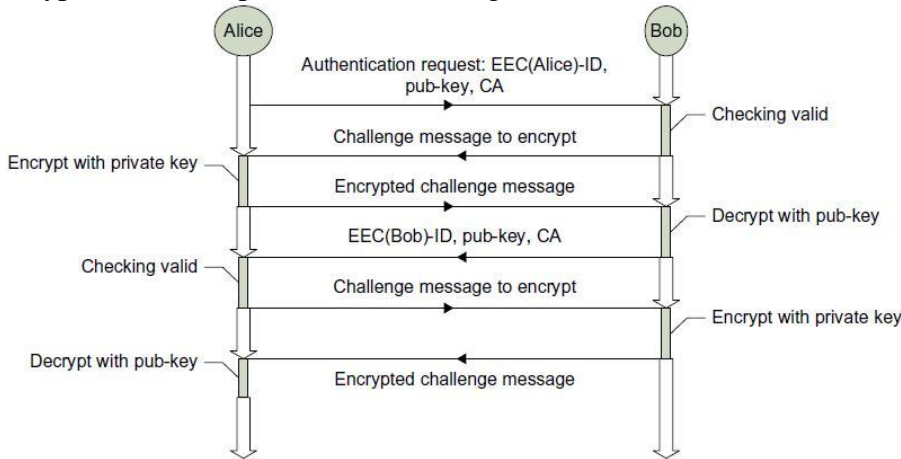 Alice
Bob
Authentication request: EEC(Alice)-ID,
pub-key, CA
Checking valid
Challenge message to encrypt
Encrypt with private key
Encrypted challenge message
Decrypt with pub-key
EEC(Bob)-ID, pub-key, CA
Checking valid
Challenge message to encrypt
Encrypt with private key
Decrypt with pub-key
Encrypted challenge message